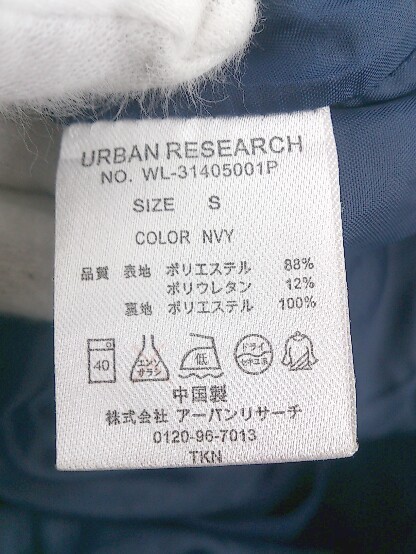 URBAN RESEARCH
NO. WL-31405001P
SIZE S
COLOR NVY
品質 表地 ポリエステル 88%
ポリウレタン 12%
裏地 ポリエステル 100%
40 エンソ サラシ 低 ドライ セキユ系
中国製
株式会社 アーバンリサーチ
0120-96-7013
TKN